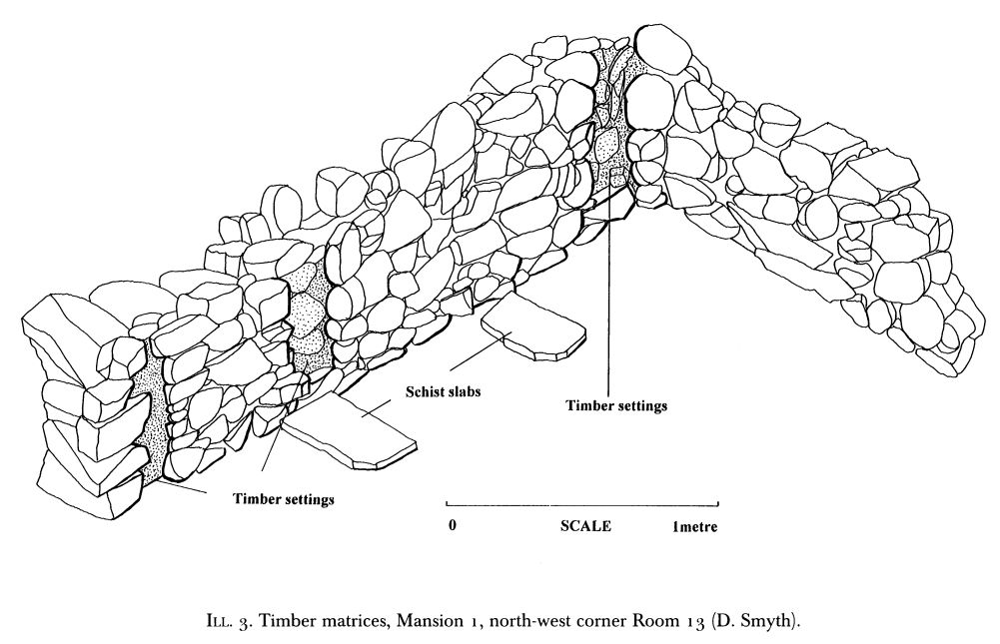 Schist slabs
Timber settings
Timber settings
0 SCALE 1metre
ILL. 3. Timber matrices, Mansion 1, north-west corner Room 13 (D. Smyth).